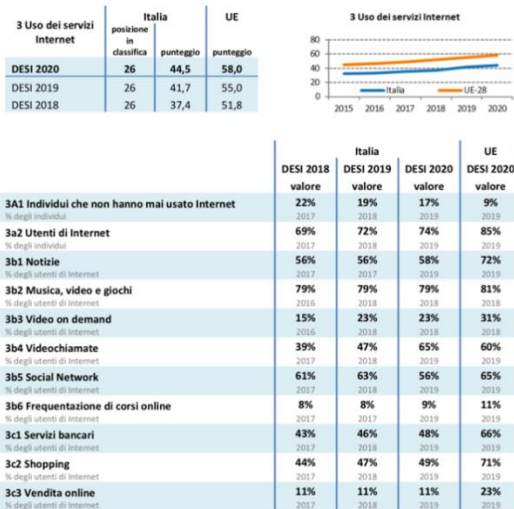 3 Uso dei servizi Internet
Italia UE
posizione in classifica punteggio punteggio
DESI 2020 26 44,5 58,0
DESI 2019 26 41,7 55,0
DESI 2018 26 37,4 51,8
3 Uso dei servizi Internet
80
60
40
20
0
Italia UE-28
2015 2016 2017 2018 2019 2020
Italia UE
DESI 2018 DESI 2019 DESI 2020 DESI 2020
valore valore valore valore
3A1 Individui che non hanno mai usato Internet 22% 19% 17% 9%
% degli individui 2017 2018 2019 2019
3a2 Utenti di Internet 69% 72% 74% 85%
% degli individui 2017 2018 2019 2019
3b1 Notizie 56% 56% 58% 72%
% degli utenti di Internet 2017 2017 2019 2019
3b2 Musica, video e giochi 79% 79% 79% 81%
% degli utenti di Internet 2016 2018 2018 2018
3b3 Video on demand 15% 23% 23% 31%
% degli utenti di Internet 2016 2018 2018 2018
3b4 Videochiamate 39% 47% 65% 60%
% degli utenti di Internet 2017 2018 2019 2019
3b5 Social Network 61% 63% 56% 65%
% degli utenti di Internet 2017 2018 2019 2019
3b6 Frequentazione di corsi online 8% 8% 9% 11%
% degli utenti di Internet 2017 2017 2019 2019
3c1 Servizi bancari 43% 46% 48% 66%
% degli utenti di Internet 2017 2018 2019 2019
3c2 Shopping 44% 47% 49% 71%
% degli utenti di Internet 2017 2018 2019 2019
3c3 Vendita online 11% 11% 11% 23%
% degli utenti di Internet 2017 2018 2019 2019